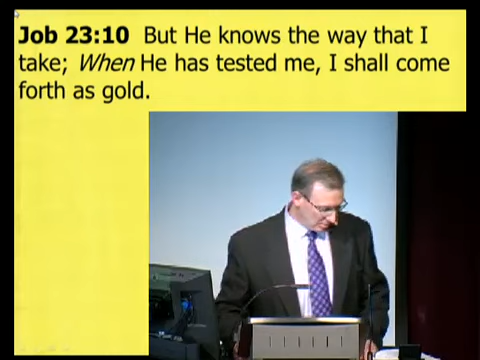 Job 23:10 But He knows the way that I
take; When He has tested me, I shall come
forth as gold.